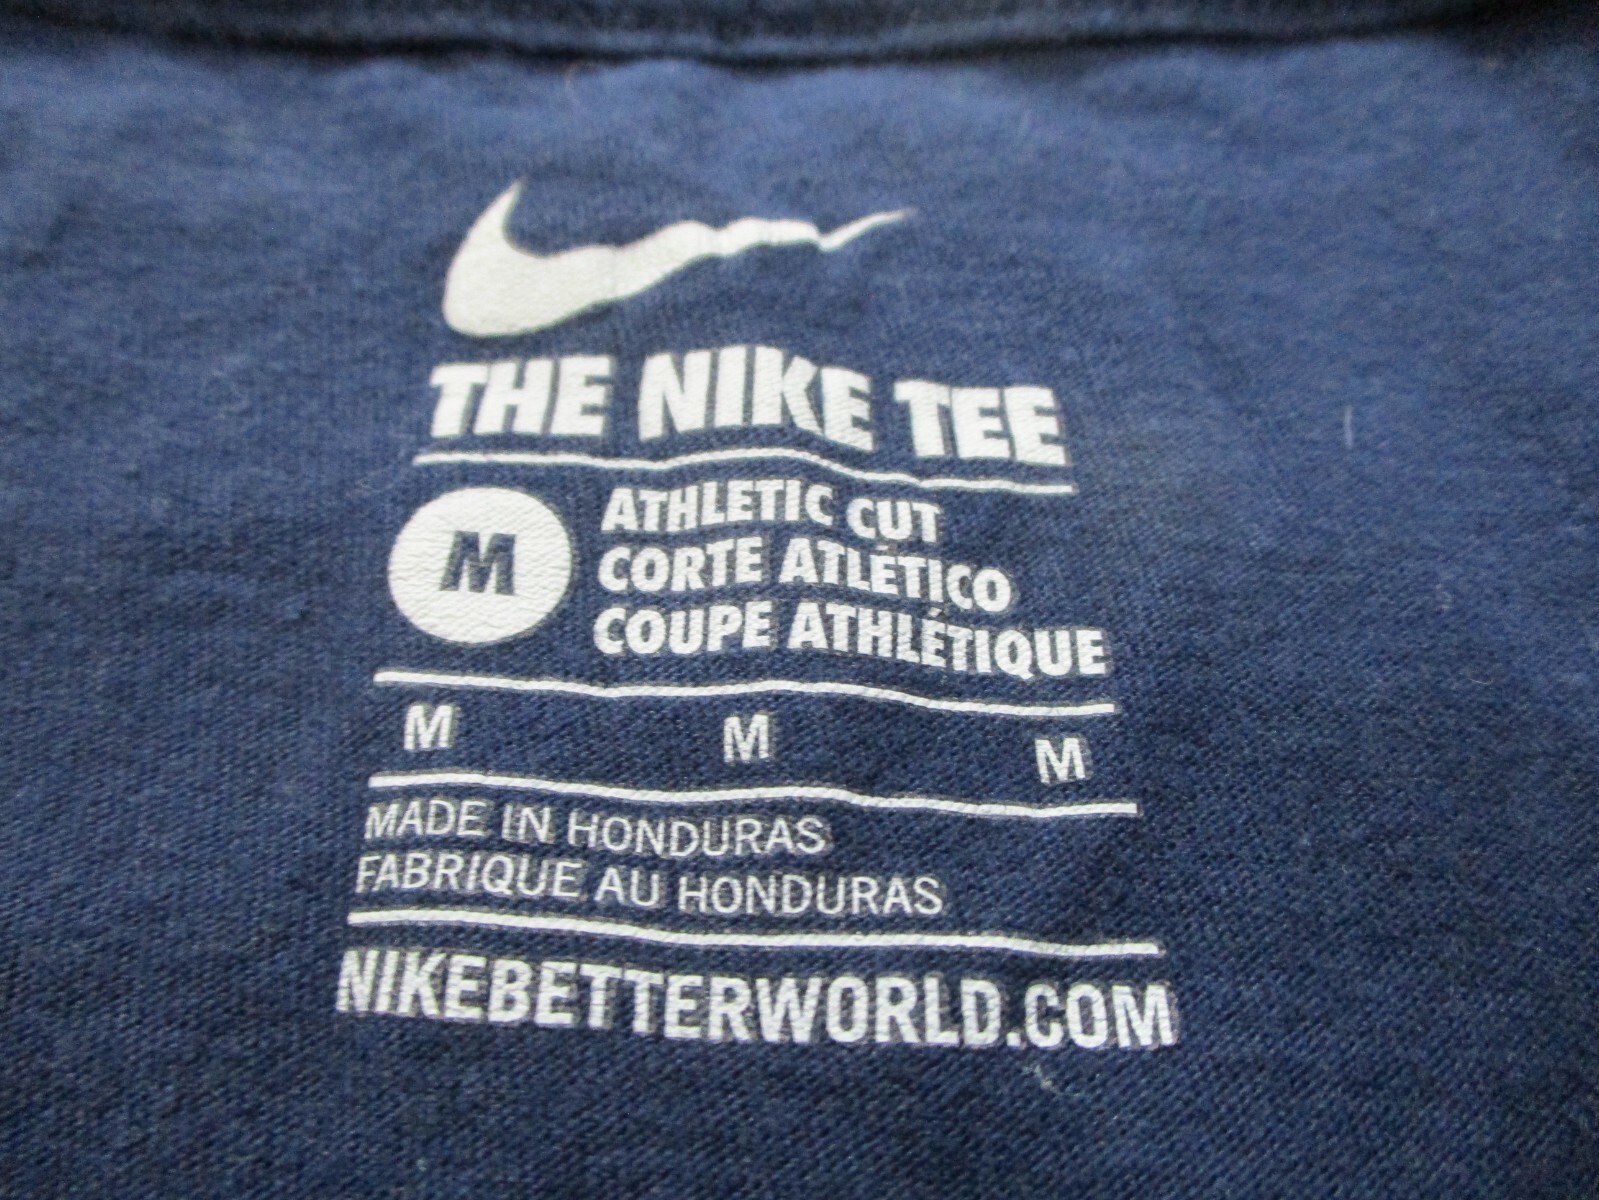 THE NIKE TEE
M
ATHLETIC CUT
CORTE ATLÉTICO
COUPE ATHLÉTIQUE
M M M
MADE IN HONDURAS
FABRIQUE AU HONDURAS
NIKEBETTERWORLD.COM